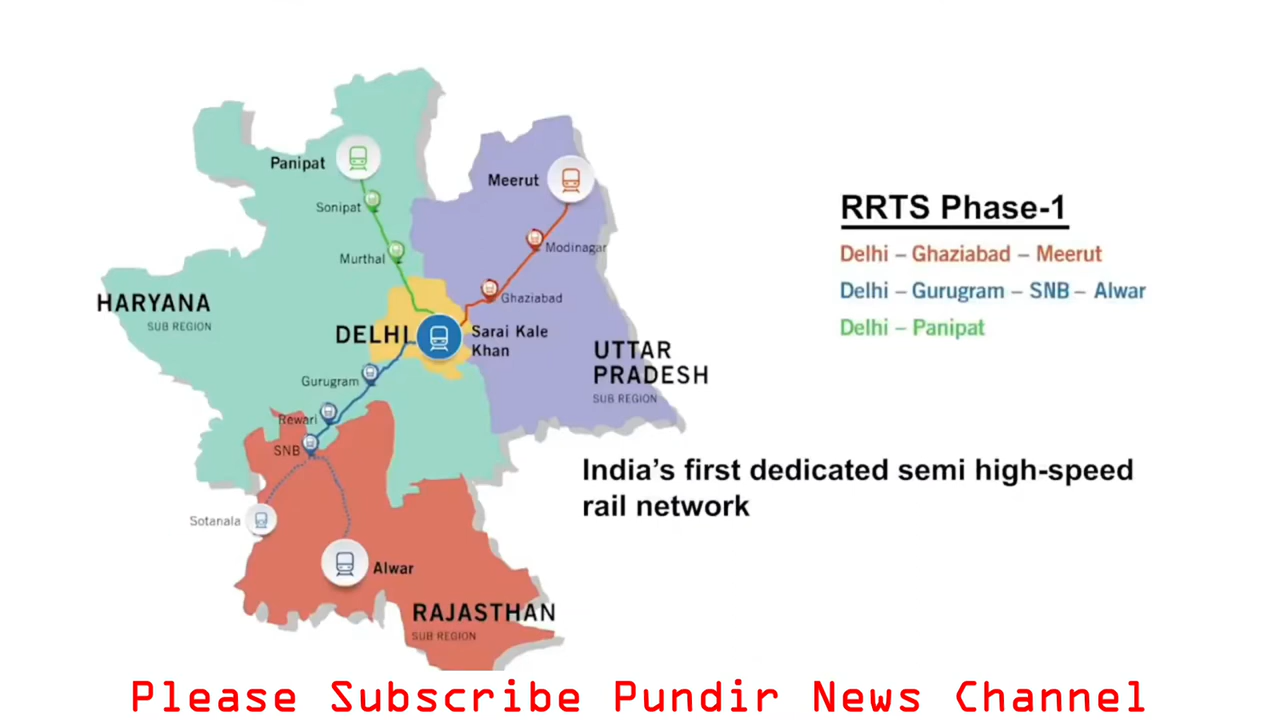 Panipat
Meerut
Sonipat
Modinagar
Murthal
Ghaziabad
HARYANA
SUB REGION
DELHI
Sarai Kale
Khan
UTTAR
PRADESH
SUB REGION
Gurugram
Rewari
SNB
Sotanala
Alwar
RAJASTHAN
SUB REGION
RRTS Phase-1
Delhi – Ghaziabad – Meerut
Delhi – Gurugram – SNB – Alwar
Delhi – Panipat
India's first dedicated semi high-speed
rail network
Please Subscribe Pundir News Channel